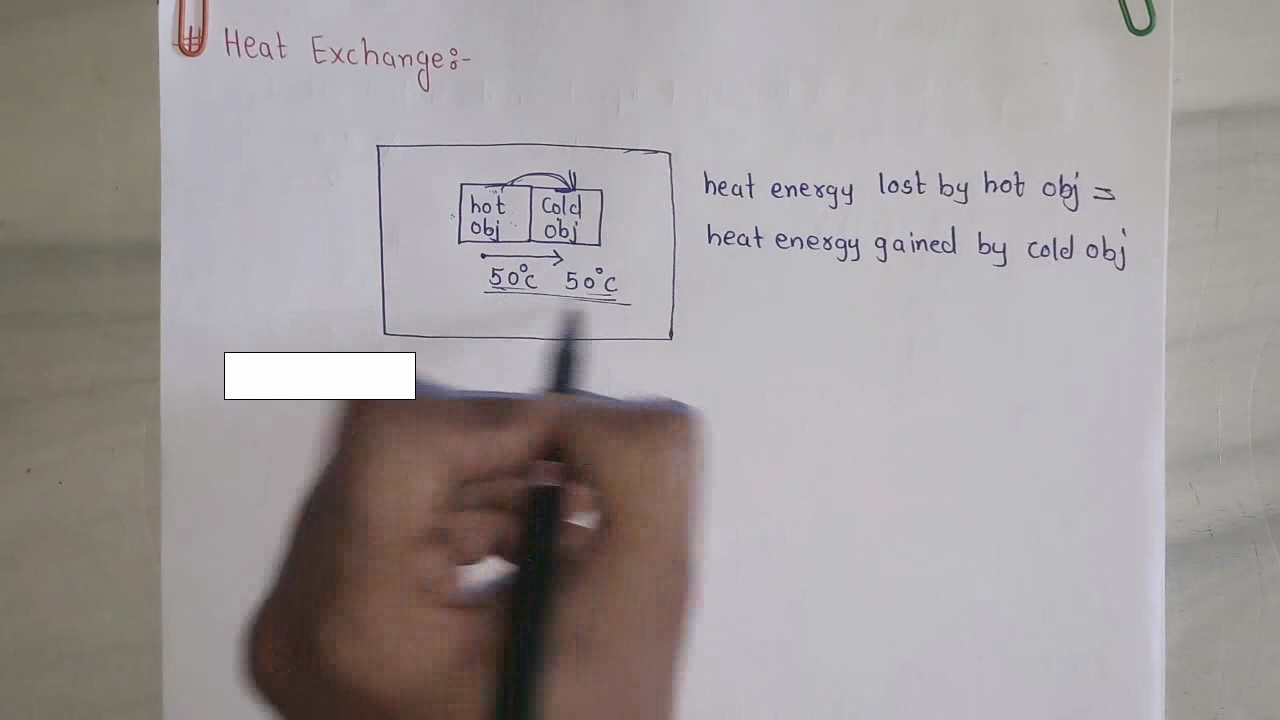 # Heat Exchange:-
hot cold
obj obj
50°C 50°C
heat energy lost by hot obj =
heat energy gained by cold obj